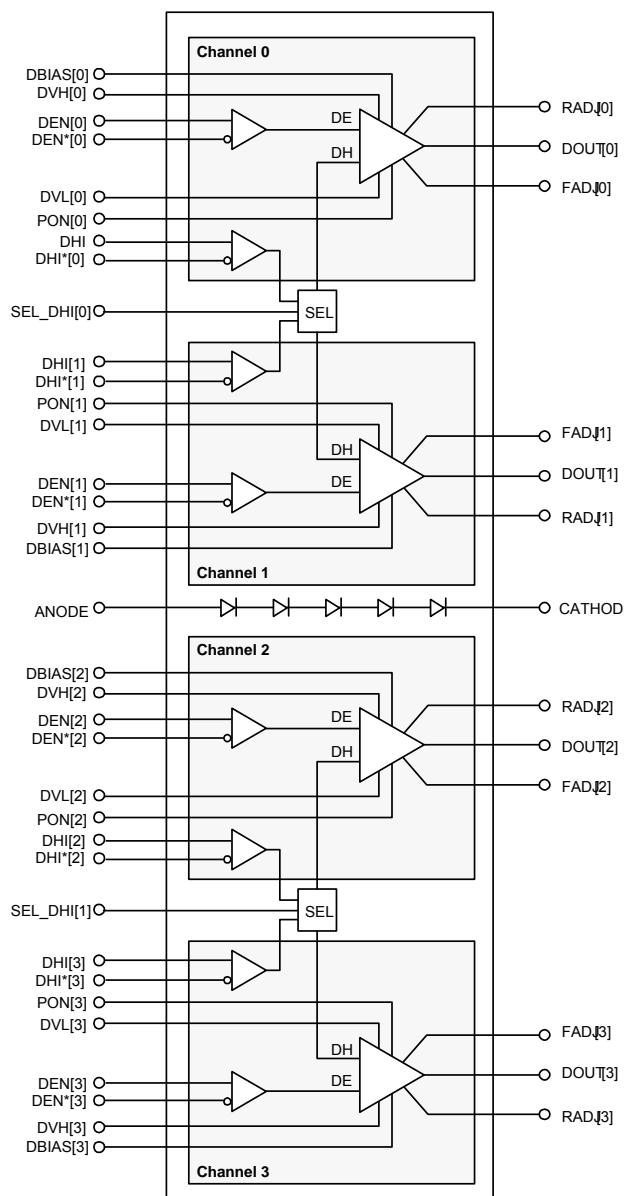 Channel 0
DBIAS[0]
DVH[0]
RADJ[0]
DEN[0]
DE
DEN*[0]
DOUT[0]
DH
FADJ[0]
DVL[0]
PON[0]
DHI
DHI*[0]
SEL_DHI[0]
SEL
DHI[1]
DHI*[1]
PON[1]
DVL[1]
FADJ[1]
DH
DOUT[1]
DEN[1]
DE
DEN*[1]
RADJ[1]
DVH[1]
DBIAS[1]
Channel 1
ANODE
CATHOD
Channel 2
DBIAS[2]
DVH[2]
RADJ[2]
DEN[2]
DE
DEN*[2]
DOUT[2]
DH
FADJ[2]
DVL[2]
PON[2]
DHI[2]
DHI*[2]
SEL_DHI[1]
SEL
DHI[3]
DHI*[3]
PON[3]
DVL[3]
FADJ[3]
DH
DOUT[3]
DEN[3]
DE
DEN*[3]
RADJ[3]
DVH[3]
DBIAS[3]
Channel 3